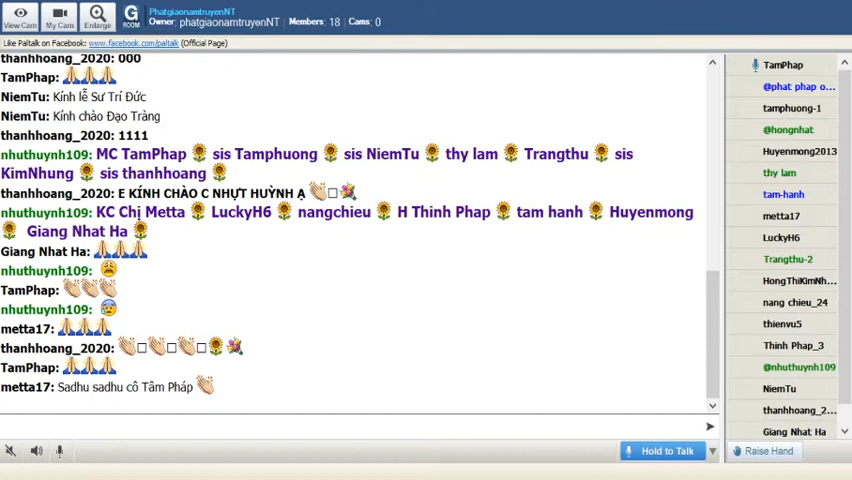 Phatgiaonamtruyen NT
View Cam
My Cam
Enlarge
G
ROOM
Owner: phatgiaonamtruyenNT Members: 18 Cams: 0
Like Paltalk on Facebook: www.facebook.com/paltalk (Official Page)
thanhhoang_2020: 000
TamPhap:
NiemTu: Kính lễ Sư Trí Đức
NiemTu: Kính chào Đạo Tràng
thanhhoang_2020: 1111
nhuthuynh109: MC TamPhap 🌻 sis Tamphuong 🌻 sis NiemTu 🌻 thy lam 🌻 Trangthu 🌻 sis
KimNhung 🌻 sis thanhhoang 🌻
thanhhoang_2020: E KÍNH CHÀO C NHỰT HUỲNH Ạ
nhuthuynh109: KC Chị Metta 🌻 LuckyH6 🌻 nangchieu 🌻 H Thinh Phap 🌻 tam hanh 🌻 Huyenmong
🌻 Giang Nhat Ha 🌻
Giang Nhat Ha:
nhuthuynh109:
TamPhap:
nhuthuynh109:
metta17:
thanhhoang_2020:
TamPhap:
metta17: Sadhu sadhu cô Tâm Pháp
Hold to Talk
TamPhap
@phat phap o...
tamphuong-1
@hongnhat
Huyenmong2013
thy lam
tam-hanh
metta17
LuckyH6
Trangthu-2
HongThiKimNh...
nang chieu_24
thienvu5
Thinh Phap_3
@nhuthuynh109
NiemTu
thanhhoang_2...
Giang Nhat Ha
Raise Hand